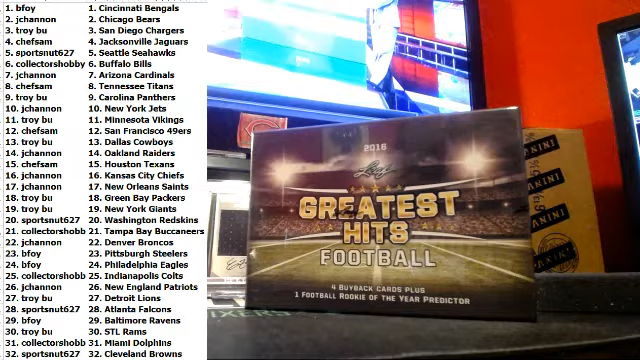 1. bfoy 1. Cincinnati Bengals
2. jchannon 2. Chicago Bears
3. troy bu 3. San Diego Chargers
4. chefsam 4. Jacksonville Jaguars
5. sportsnut627 5. Seattle Seahawks
6. collectorshobby 6. Buffalo Bills
7. jchannon 7. Arizona Cardinals
8. chefsam 8. Tennessee Titans
9. troy bu 9. Carolina Panthers
10. jchannon 10. New York Jets
11. troy bu 11. Minnesota Vikings
12. chefsam 12. San Francisco 49ers
13. troy bu 13. Dallas Cowboys
14. jchannon 14. Oakland Raiders
15. chefsam 15. Houston Texans
16. jchannon 16. Kansas City Chiefs
17. jchannon 17. New Orleans Saints
18. troy bu 18. Green Bay Packers
19. troy bu 19. New York Giants
20. sportsnut627 20. Washington Redskins
21. collectorshobb 21. Tampa Bay Buccaneers
22. jchannon 22. Denver Broncos
23. bfoy 23. Pittsburgh Steelers
24. bfoy 24. Philadelphia Eagles
25. collectorshobb 25. Indianapolis Colts
26. jchannon 26. New England Patriots
27. troy bu 27. Detroit Lions
28. sportsnut627 28. Atlanta Falcons
29. bfoy 29. Baltimore Ravens
30. troy bu 30. STL Rams
31. collectorshobb 31. Miami Dolphins
32. sportsnut627 32. Cleveland Browns
2016
Leaf
GREATEST
HITS
FOOTBALL
4 BUYBACK CARDS PLUS
1 FOOTBALL ROOKIE OF THE YEAR PREDICTOR
PANINI
PANINI
PANINI
PANINI